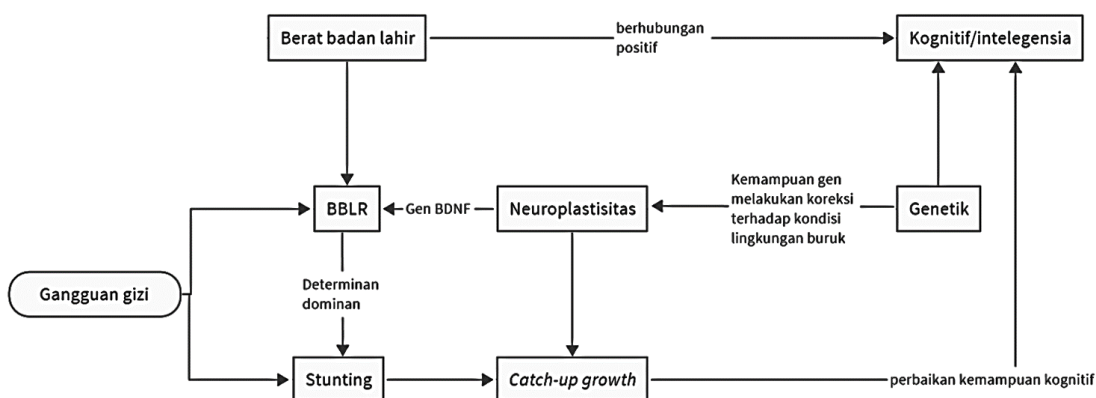 Berat badan lahir
berhubungan
positif
Kognitif/intelegensia
Kemampuan gen
melakukan koreksi
terhadap kondisi
lingkungan buruk
BBLR
Gen BDNF
Neuroplastisitas
Genetik
Gangguan gizi
Determinan
dominan
Stunting
Catch-up growth
perbaikan kemampuan kognitif